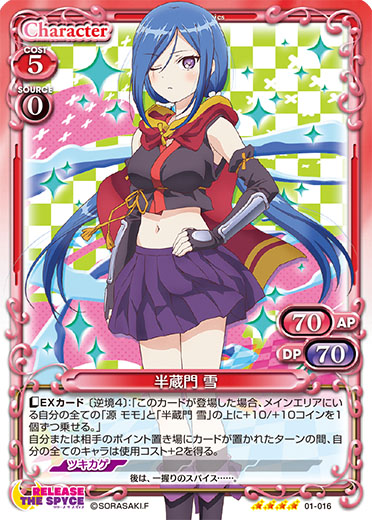 Character
COST
5
SOURCE
0
70 AP
DP 70
半蔵門 雪
EXカード〔逆境4〕:「このカードが登場した場合、メインエリアにい
る自分の全ての「源 モモ」と「半蔵門 雪」の上に+10/+10コインを1
個ずつ乗せる。」
自分または相手のポイント置き場にカードが置かれたターンの間、自
分の全てのキャラは使用コスト+2を得る。
ツキカゲ
後は、一握りのスパイス……。
RELEASE
THE SPYCE
©SORASAKI.F
01-016